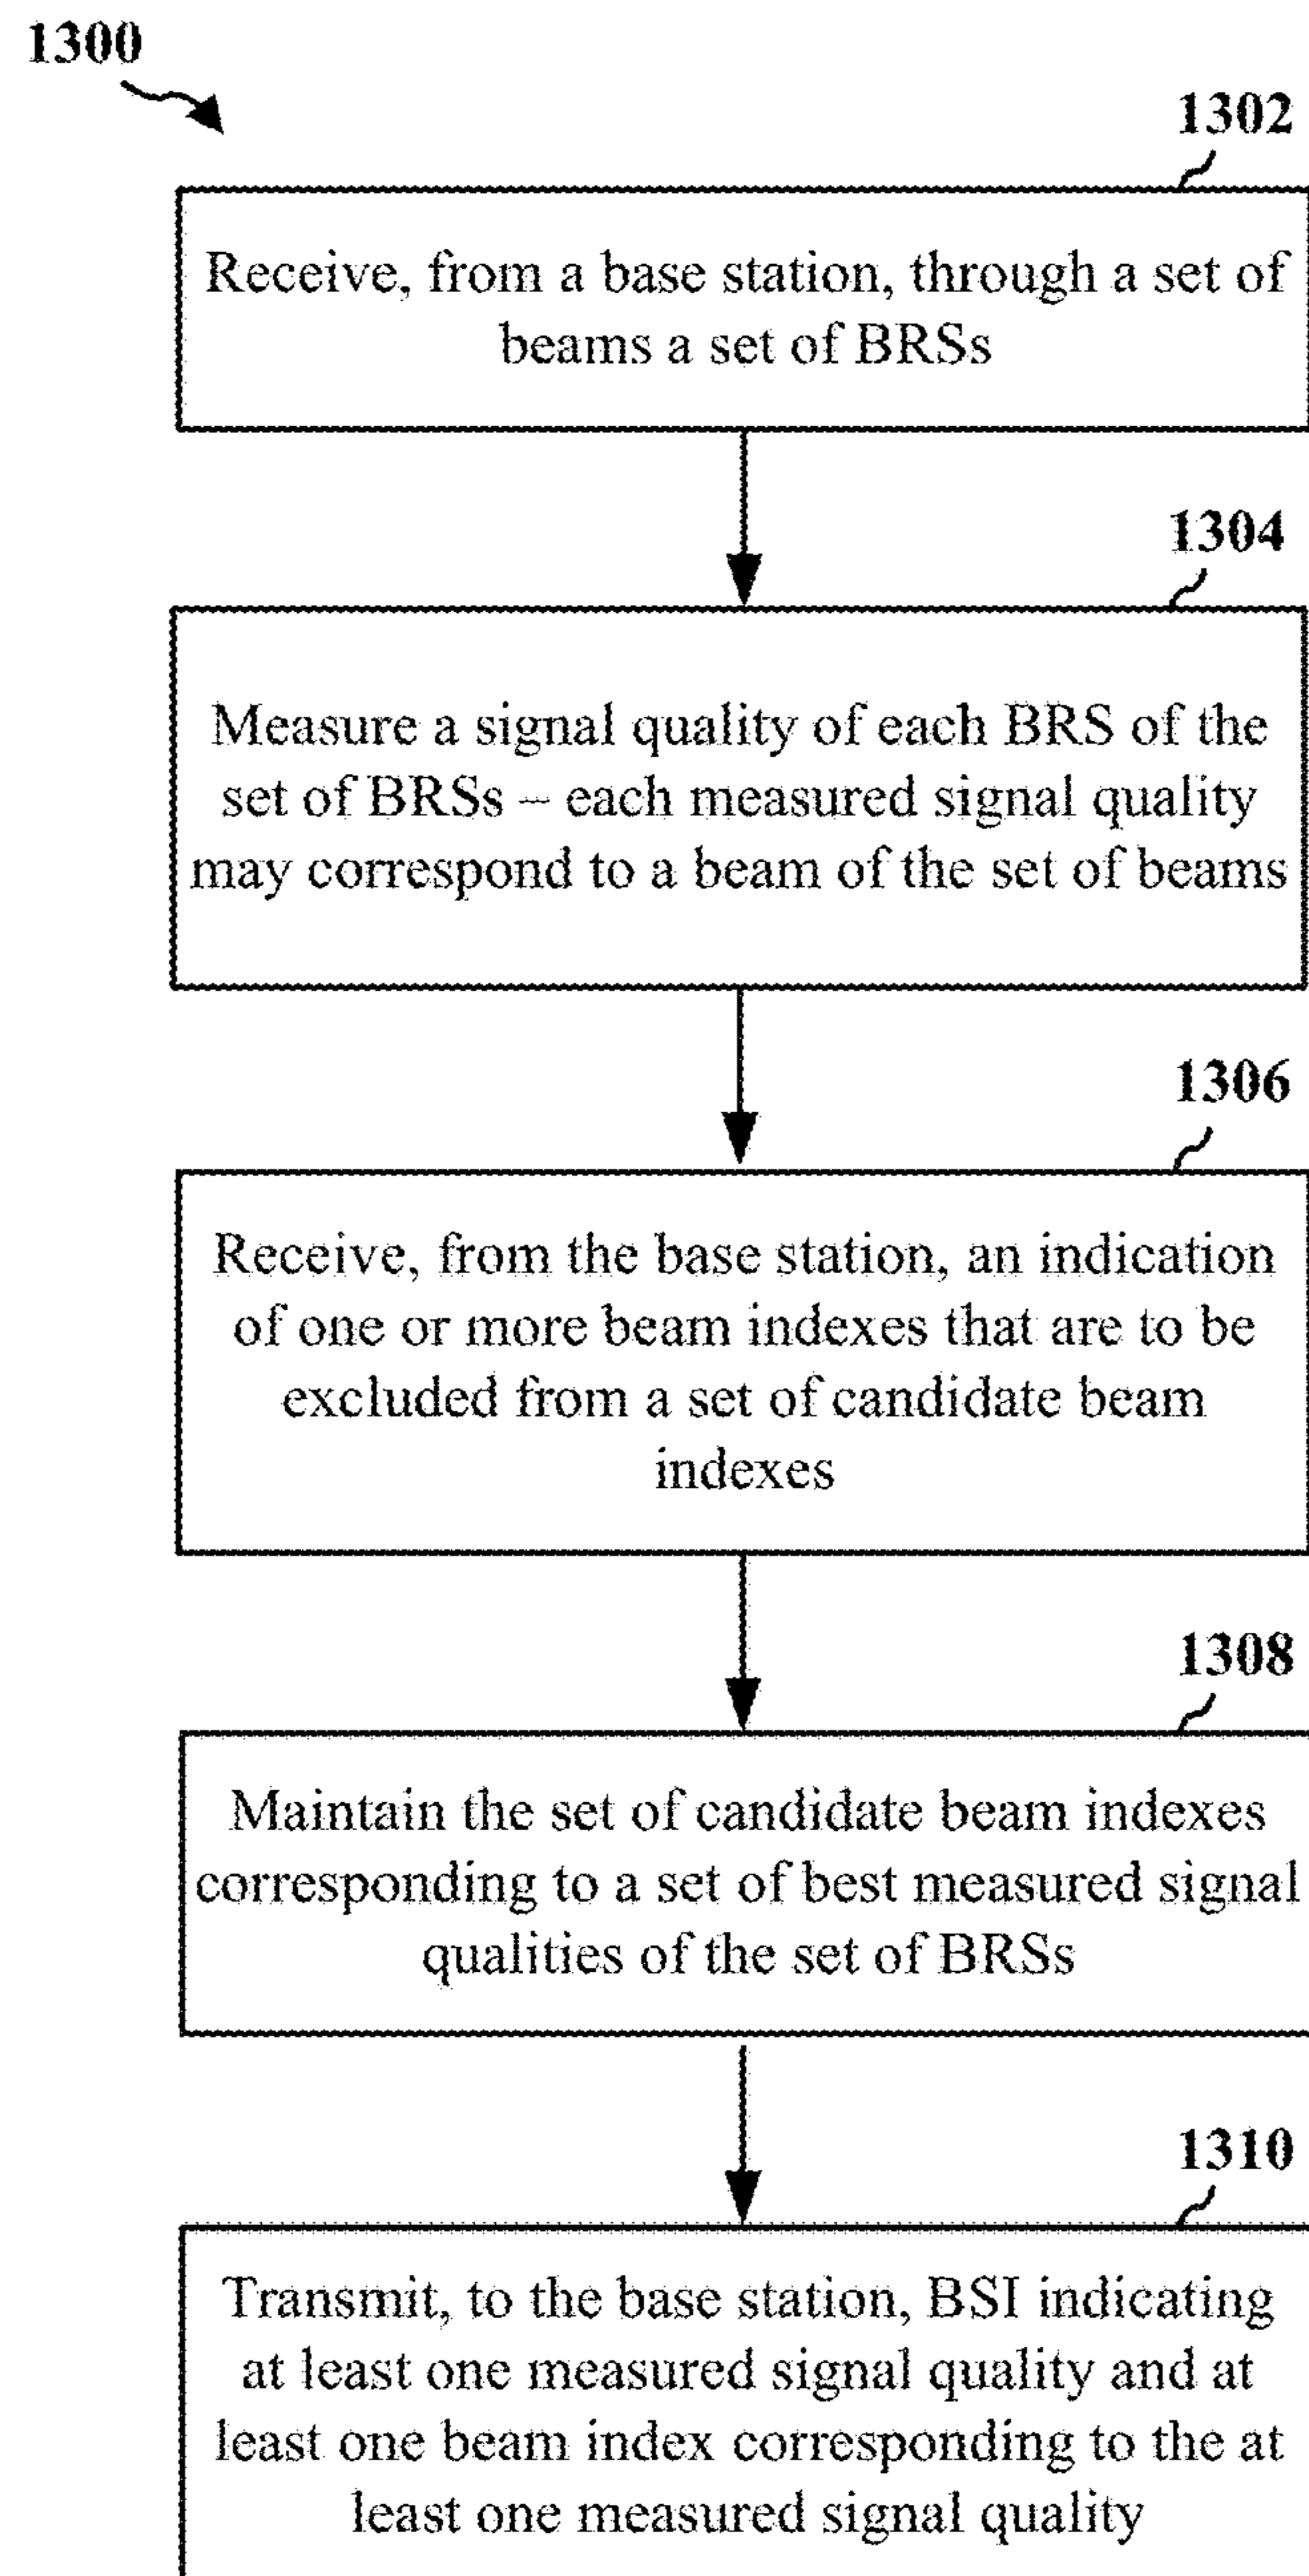 1300
1302
Receive, from a base station, through a set of
beams a set of BRSs
1304
Measure a signal quality of each BRS of the
set of BRSs – each measured signal quality
may correspond to a beam of the set of beams
1306
Receive, from the base station, an indication
of one or more beam indexes that are to be
excluded from a set of candidate beam
indexes
1308
Maintain the set of candidate beam indexes
corresponding to a set of best measured signal
qualities of the set of BRSs
1310
Transmit, to the base station, BSI indicating
at least one measured signal quality and at
least one beam index corresponding to the at
least one measured signal quality